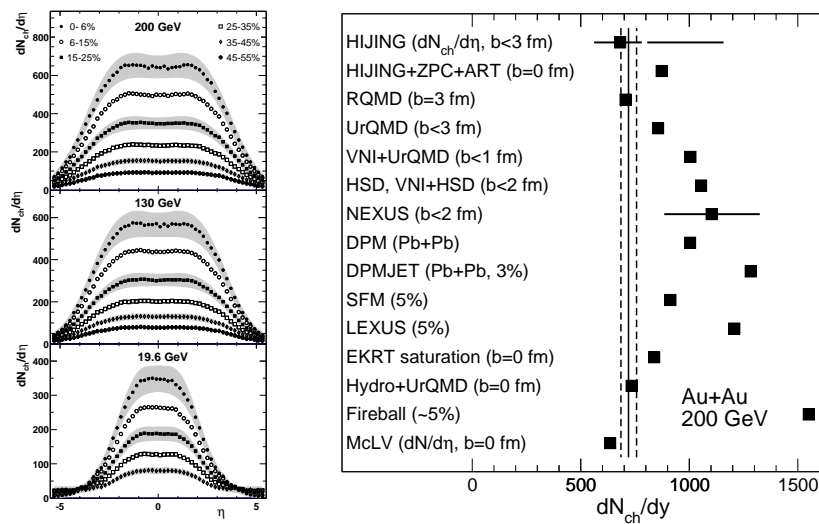 dN_ch/dη
200 GeV
0- 6%
6-15%
15-25%
25-35%
35-45%
45-55%
800
600
400
200
0
dN_ch/dη
130 GeV
600
400
200
0
dN_ch/dη
19.6 GeV
400
300
200
100
0
-5
0
5
η
HIJING (dN_ch/dη, b<3 fm)
HIJING+ZPC+ART (b=0 fm)
RQMD (b=3 fm)
UrQMD (b<3 fm)
VNI+UrQMD (b<1 fm)
HSD, VNI+HSD (b<2 fm)
NEXUS (b<2 fm)
DPM (Pb+Pb)
DPMJET (Pb+Pb, 3%)
SFM (5%)
LEXUS (5%)
EKRT saturation (b=0 fm)
Hydro+UrQMD (b=0 fm)
Fireball (~5%)
McLV (dN/dη, b=0 fm)
Au+Au
200 GeV
0
500
1000
1500
dN_ch/dy